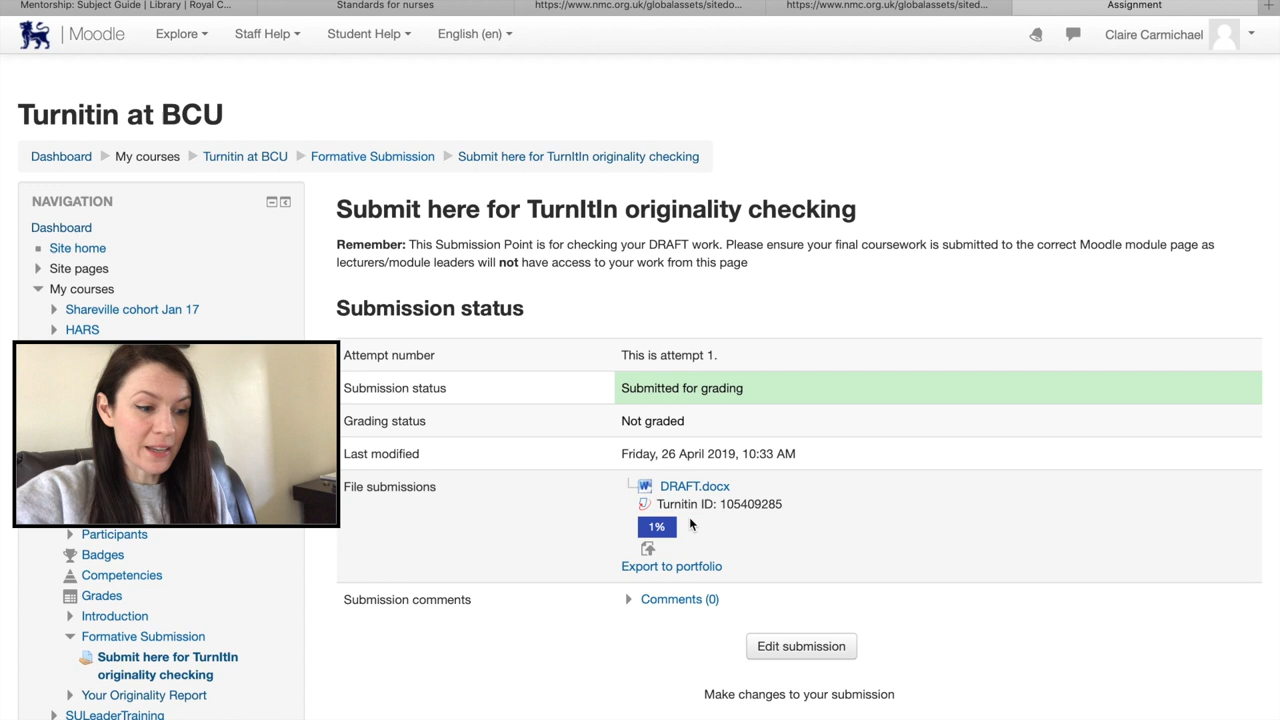 Mentorship: Subject Guide | Library | Royal C...
Standards for nurses
https://www.nmc.org.uk/globalassets/sitedo...
https://www.nmc.org.uk/globalassets/sited...
Assignment
| Moodle
Explore
Staff Help
Student Help
English (en)
Claire Carmichael
Turnitin at BCU
Dashboard
My courses
Turnitin at BCU
Formative Submission
Submit here for TurnItIn originality checking
NAVIGATION
Dashboard
Site home
Site pages
My courses
Shareville cohort Jan 17
HARS
Participants
Badges
Competencies
Grades
Introduction
Formative Submission
Submit here for TurnItIn
originality checking
Your Originality Report
SULeaderTraining
Submit here for TurnItIn originality checking
Remember: This Submission Point is for checking your DRAFT work. Please ensure your final coursework is submitted to the correct Moodle module page as
lecturers/module leaders will not have access to your work from this page
Submission status
Attempt number
This is attempt 1.
Submission status
Submitted for grading
Grading status
Not graded
Last modified
Friday, 26 April 2019, 10:33 AM
File submissions
DRAFT.docx
Turnitin ID: 105409285
1%
Export to portfolio
Submission comments
Comments (0)
Edit submission
Make changes to your submission